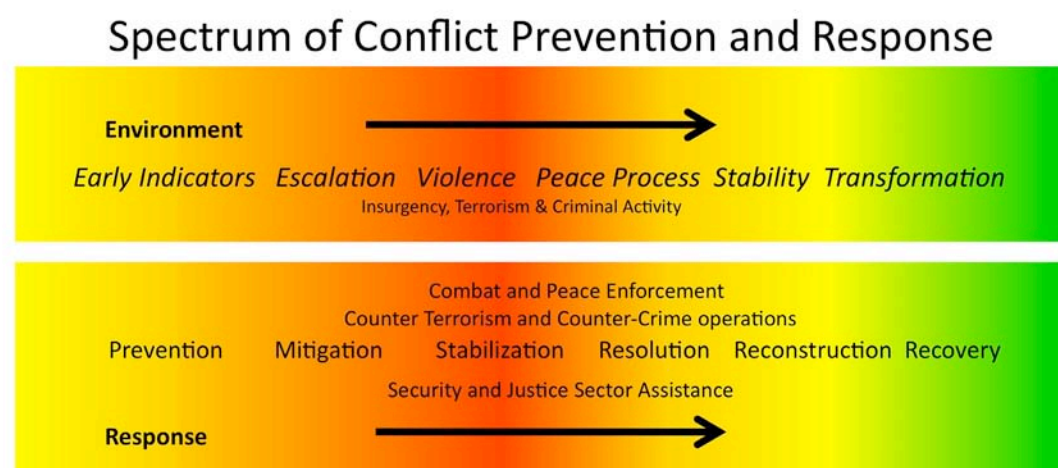 Spectrum of Conflict Prevention and Response
Environment
Early Indicators Escalation Violence Peace Process Stability Transformation
Insurgency, Terrorism & Criminal Activity
Combat and Peace Enforcement
Counter Terrorism and Counter-Crime operations
Prevention Mitigation Stabilization Resolution Reconstruction Recovery
Security and Justice Sector Assistance
Response